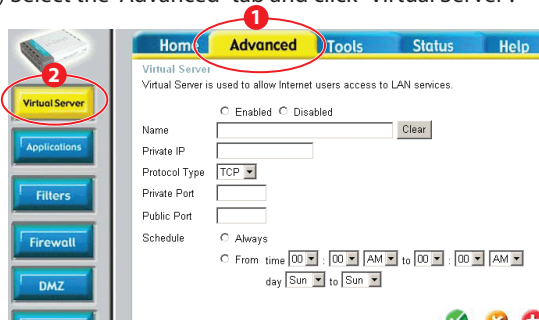 Select the "Advanced" tab and click "Virtual Server".
1
Home Advanced Tools Status Help
2
Virtual Server
Applications
Filters
Firewall
DMZ
Virtual Server
Virtual Server is used to allow Internet users access to LAN services.
Enabled Disabled
Name Clear
Private IP
Protocol Type TCP
Private Port
Public Port
Schedule Always
From time 00 : 00 AM to 00 : 00 AM
day Sun to Sun